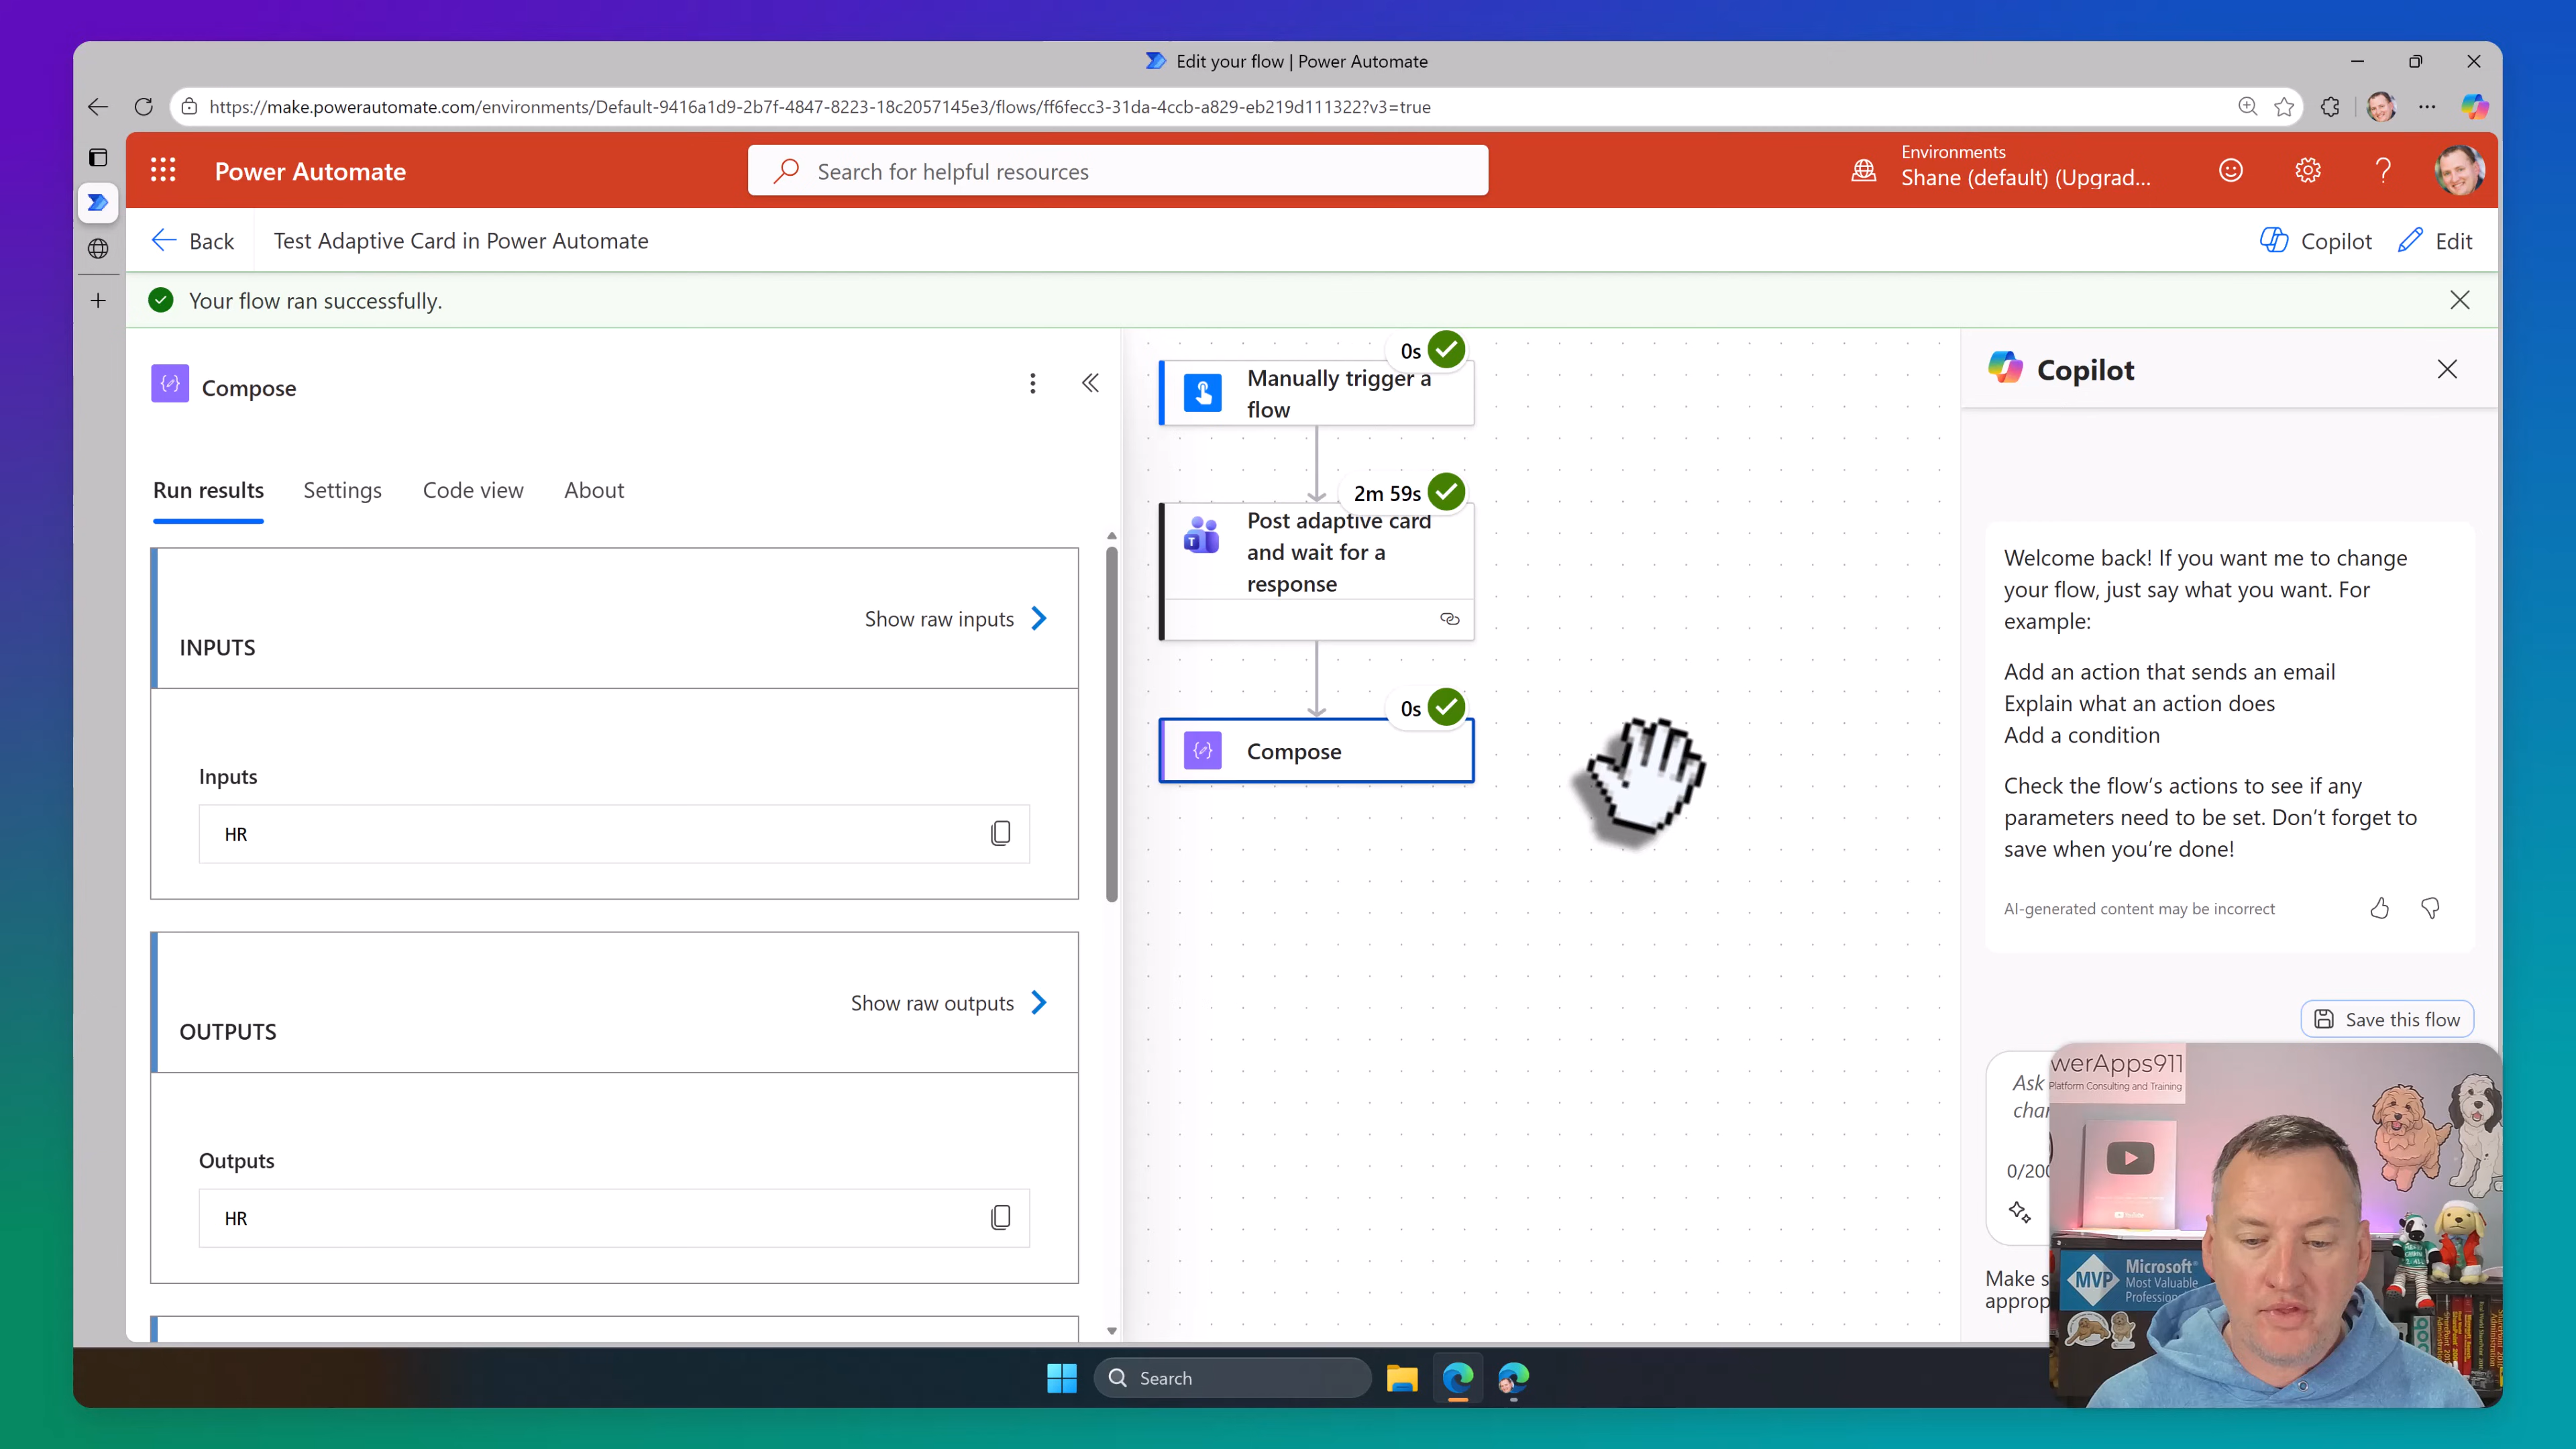 Edit your flow | Power Automate
https://make.powerautomate.com/environments/Default-9416a1d9-2b7f-4847-8223-18c2057145e3/flows/ff6fecc3-31da-4ccb-a829-eb219d111322?v3=true
Power Automate
Search for helpful resources
Environments
Shane (default) (Upgrad...
Back
Test Adaptive Card in Power Automate
Copilot
Edit
Your flow ran successfully.
Compose
Run results
Settings
Code view
About
INPUTS
Show raw inputs
Inputs
HR
OUTPUTS
Show raw outputs
Outputs
HR
0s
Manually trigger a
flow
2m 59s
Post adaptive card
and wait for a
response
0s
Compose
Copilot
Welcome back! If you want me to change
your flow, just say what you want. For
example:
Add an action that sends an email
Explain what an action does
Add a condition
Check the flow's actions to see if any
parameters need to be set. Don't forget to
save when you're done!
AI-generated content may be incorrect
Save this flow
Ask
char
0/200
Make s
approp
werApps911
Platform Consulting and Training
YouTube
MVP
Microsoft®
Most Valuable
Profession
Search